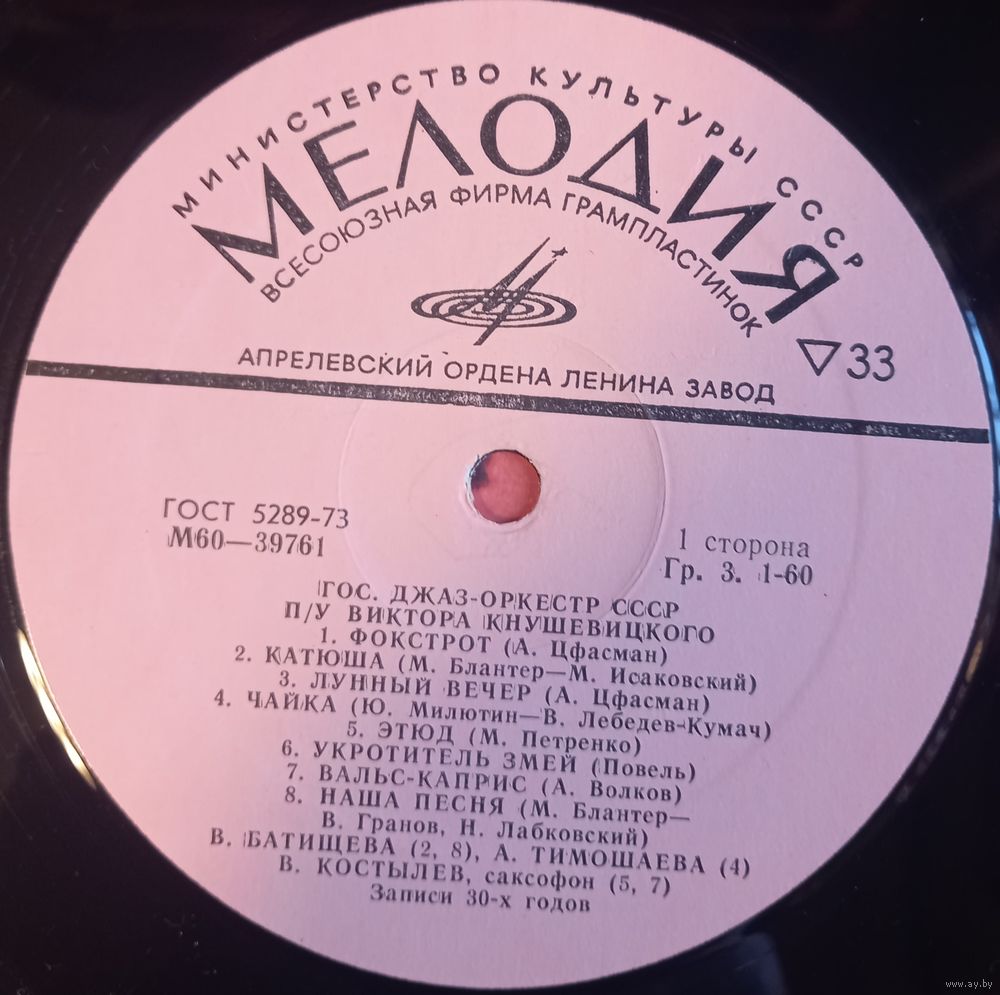 МИНИСТЕРСТВО КУЛЬТУРЫ СССР
МЕЛОДИЯ
ВСЕСОЮЗНАЯ ФИРМА ГРАМПЛАСТИНОК
АПРЕЛЕВСКИЙ ОРДЕНА ЛЕНИНА ЗАВОД
▽33
ГОСТ 5289-73
М60—39761
1 сторона
Гр. 3. 1-60
ГОС. ДЖАЗ-ОРКЕСТР СССР
П/У ВИКТОРА КНУШЕВИЦКОГО
1. ФОКСТРОТ (А. Цфасман)
2. КАТЮША (М. Блантер—М. Исаковский)
3. ЛУННЫЙ ВЕЧЕР (А. Цфасман)
4. ЧАЙКА (Ю. Милютин—В. Лебедев-Кумач)
5. ЭТЮД (М. Петренко)
6. УКРОТИТЕЛЬ ЗМЕЙ (Повель)
7. ВАЛЬС-КАПРИС (А. Волков)
8. НАША ПЕСНЯ (М. Блантер—
В. Гранов, Н. Лабковский)
В. БАТИЩЕВА (2, 8), А. ТИМОШАЕВА (4)
В. КОСТЫЛЕВ, саксофон (5, 7)
Записи 30-х годов
www.ay.by